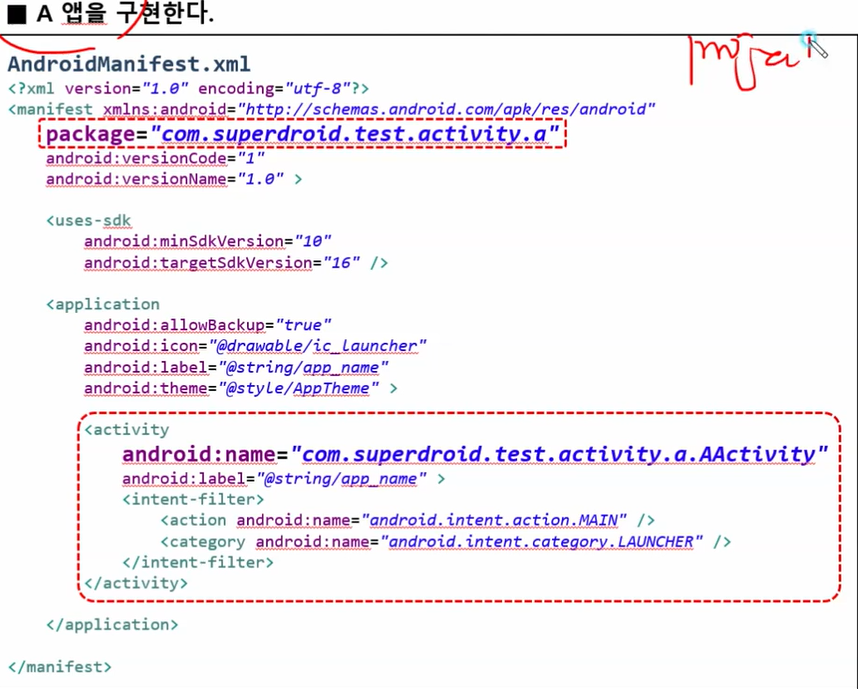 ■ A 앱을 구현한다.
AndroidManifest.xml
<?xml version="1.0" encoding="utf-8"?>
<manifest xmlns:android="http://schemas.android.com/apk/res/android"
package="com.superdroid.test.activity.a"
android:versionCode="1"
android:versionName="1.0" >
<uses-sdk
android:minSdkVersion="10"
android:targetSdkVersion="16" />
<application
android:allowBackup="true"
android:icon="@drawable/ic_launcher"
android:label="@string/app_name"
android:theme="@style/AppTheme" >
<activity
android:name="com.superdroid.test.activity.a.AActivity"
android:label="@string/app_name" >
<intent-filter>
<action android:name="android.intent.action.MAIN" />
<category android:name="android.intent.category.LAUNCHER" />
</intent-filter>
</activity>
</application>
</manifest>